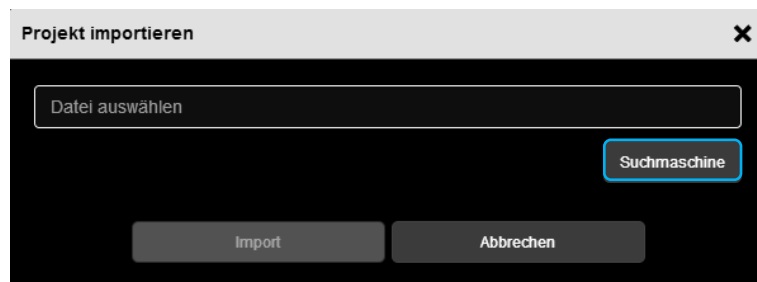 Projekt importieren
Datei auswählen
Suchmaschine
Import
Abbrechen